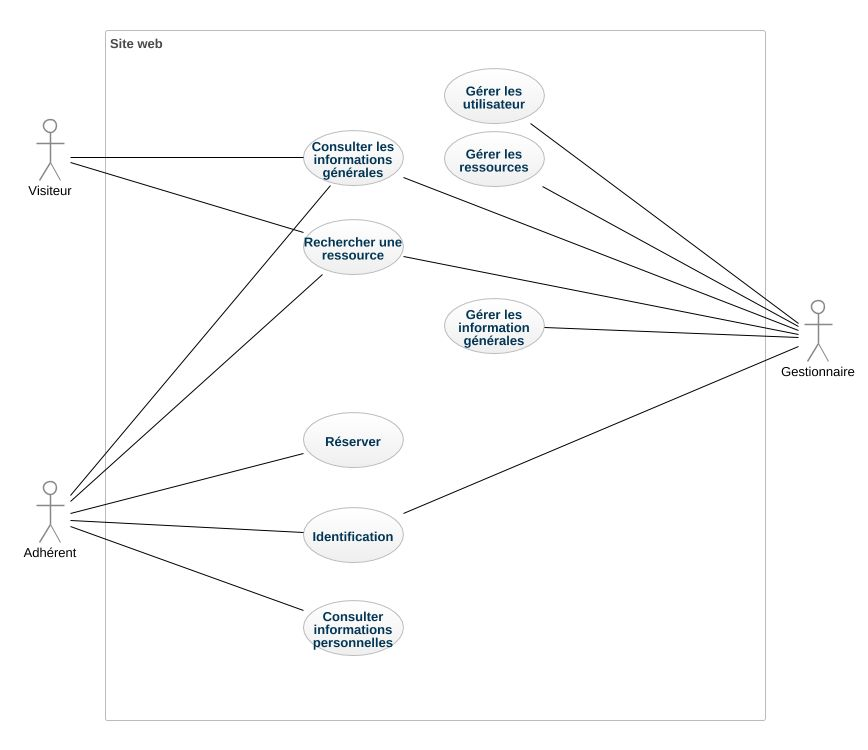 Site web
Gérer les
utilisateur
Visiteur
Consulter les
informations
générales
Gérer les
ressources
Rechercher une
ressource
Gérer les
information
générales
Gestionnaire
Réserver
Adhérent
Identification
Consulter
informations
personnelles